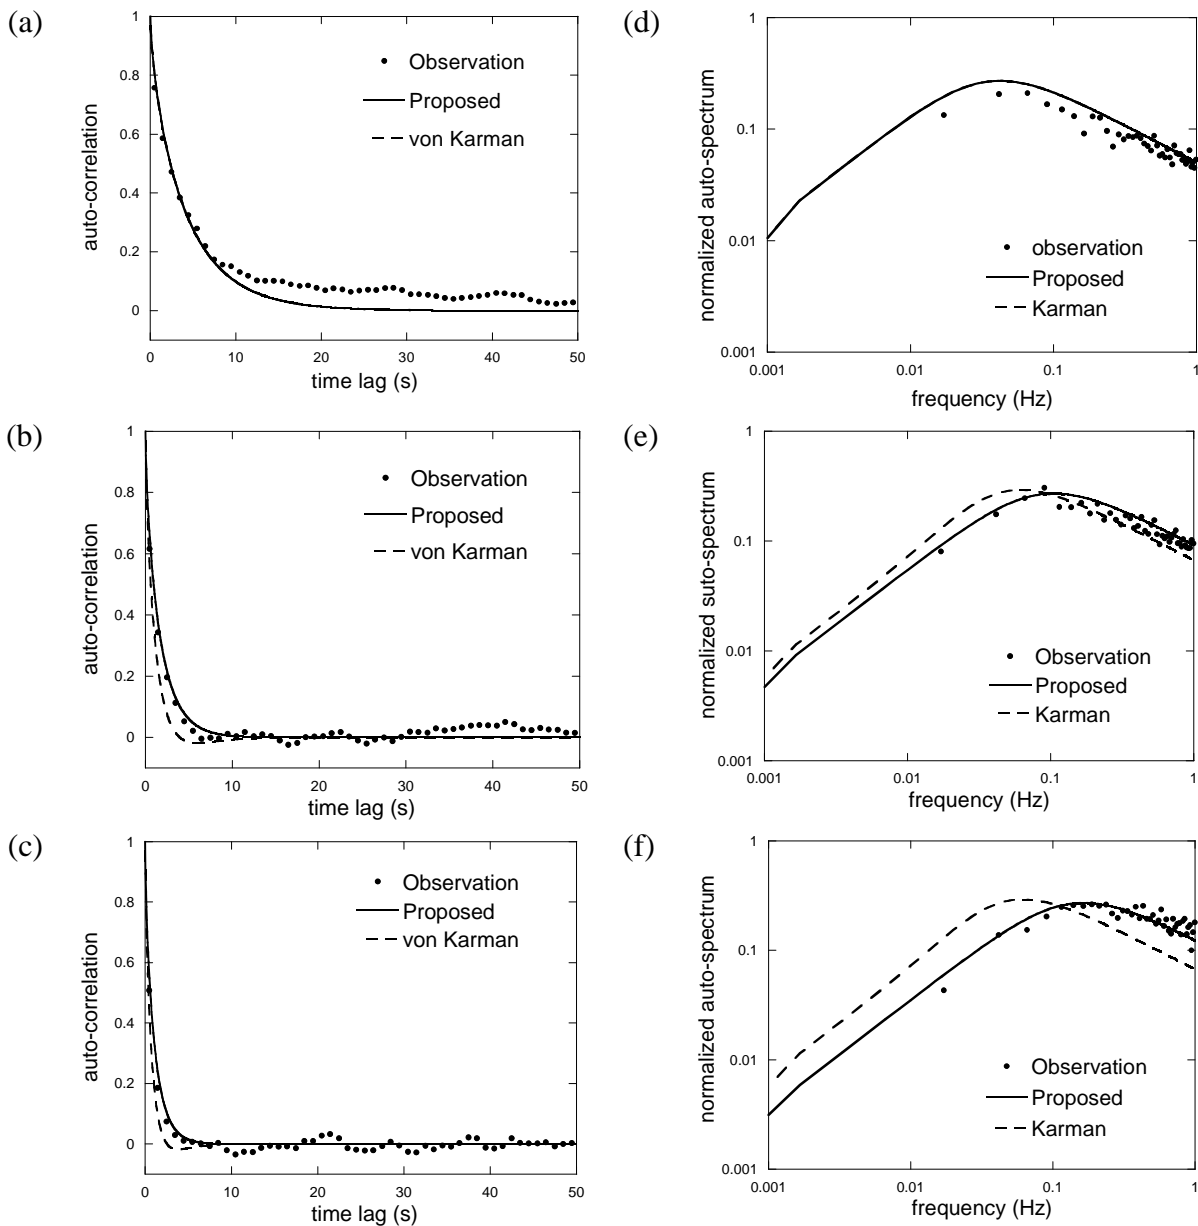 (a)
1
0.8
0.6
0.4
0.2
0
auto-correlation
Observation
Proposed
von Karman
0 10 20 30 40 50
time lag (s)
(d)
1
0.1
0.01
0.001
normalized auto-spectrum
observation
Proposed
Karman
0.001 0.01 0.1 1
frequency (Hz)
(b)
1
0.8
0.6
0.4
0.2
0
auto-correlation
Observation
Proposed
von Karman
0 10 20 30 40 50
time lag (s)
(e)
1
0.1
0.01
0.001
normalized suto-spectrum
Observation
Proposed
Karman
0.001 0.01 0.1 1
frequency (Hz)
(c)
1
0.8
0.6
0.4
0.2
0
auto-correlation
Observation
Proposed
von Karman
0 10 20 30 40 50
time lag (s)
(f)
1
0.1
0.01
0.001
normalized auto-spectrum
Observation
Proposed
Karman
0.001 0.01 0.1 1
frequency (Hz)